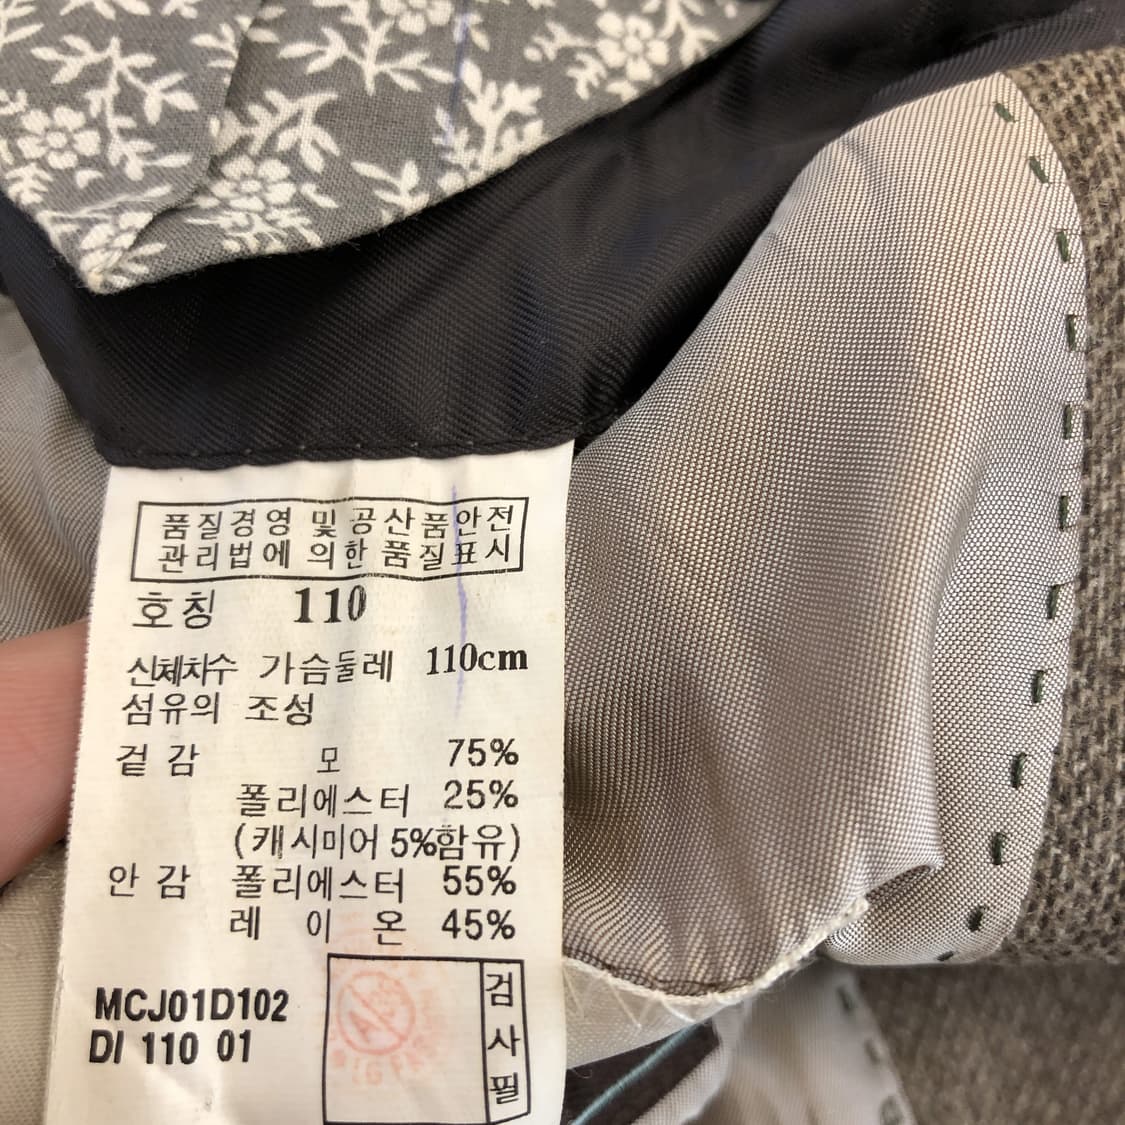 품질경영 및 공산품안전
관리법에 의한 품질표시
호칭 110
신체치수 가슴둘레 110cm
섬유의 조성
겉감 모 75%
폴리에스터 25%
(캐시미어 5%함유)
안감 폴리에스터 55%
레이온 45%
MCJ01D102
DI 110 01
검사필